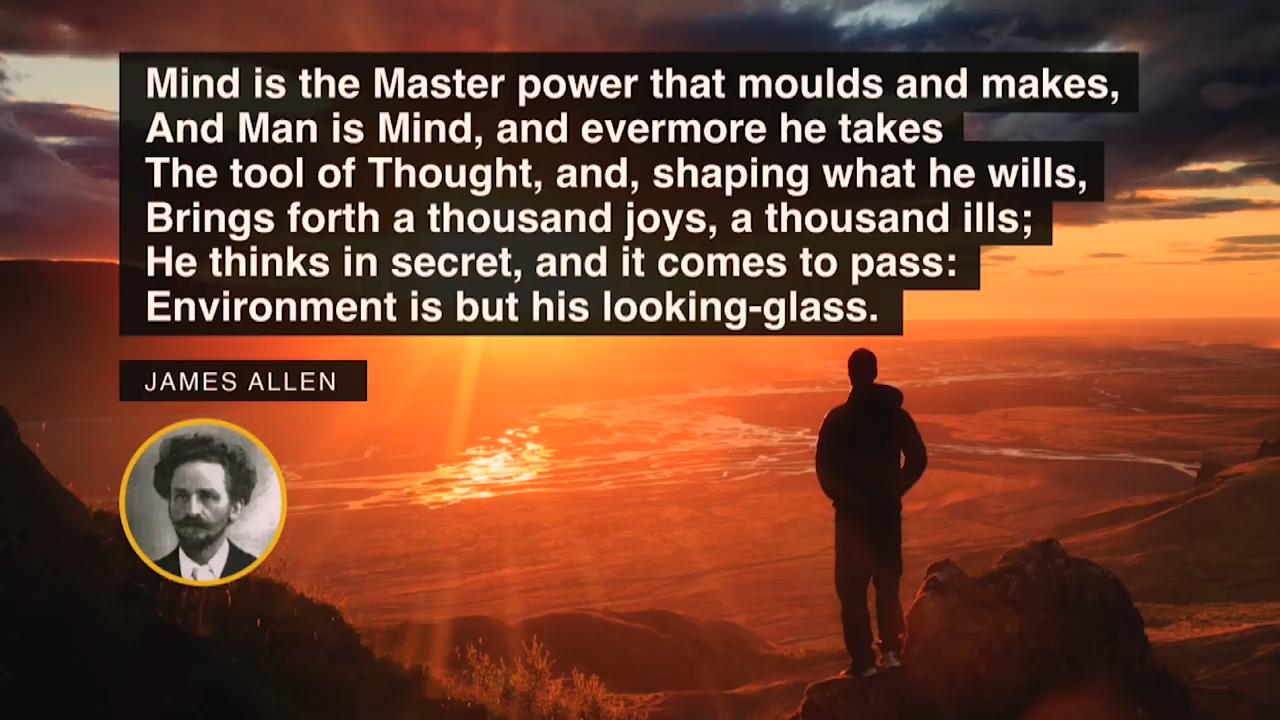 Mind is the Master power that moulds and makes,
And Man is Mind, and evermore he takes
The tool of Thought, and, shaping what he wills,
Brings forth a thousand joys, a thousand ills;
He thinks in secret, and it comes to pass:
Environment is but his looking-glass.
JAMES ALLEN